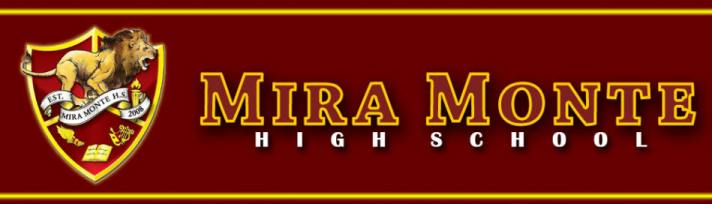 EST.
MIRA MONTE H.S.
2008
MIRA MONTE
HIGH SCHOOL